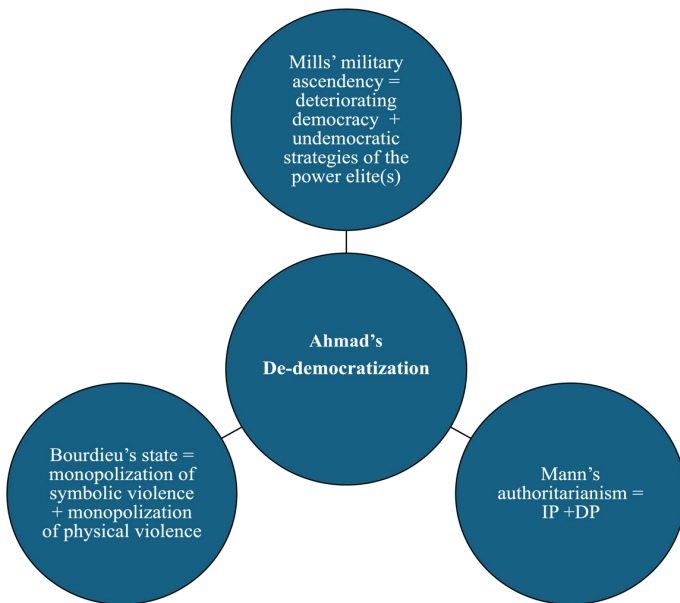 Mills’ military
ascendency =
deteriorating
democracy +
undemocratic
strategies of the
power elite(s)
Ahmad’s
De-democratization
Bourdieu’s state =
monopolization of
symbolic violence
+ monopolization
of physical violence
Mann’s
authoritarianism =
IP +DP